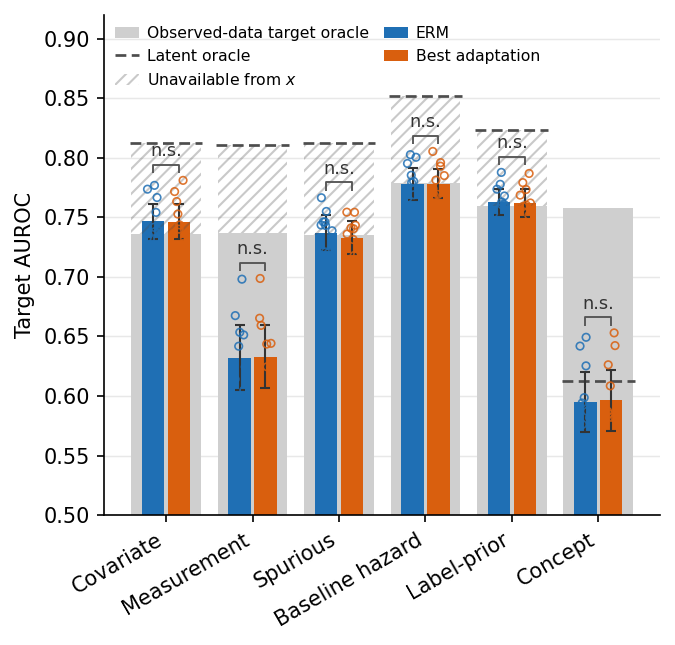 Observed-data target oracle
Latent oracle
Unavailable from x
ERM
Best adaptation
Target AUROC
0.90
0.85
0.80
0.75
0.70
0.65
0.60
0.55
0.50
n.s.
n.s.
n.s.
n.s.
n.s.
n.s.
Covariate
Measurement
Spurious
Baseline hazard
Label-prior
Concept